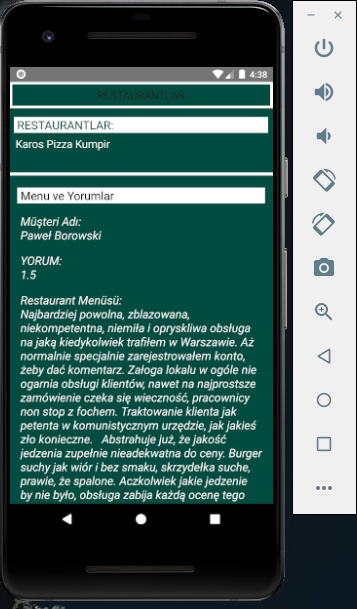 4:38
RESTAURANTLAR
RESTAURANTLAR:
Karos Pizza Kumpir
Menu ve Yorumlar
Müşteri Adı:
Paweł Borowski
YORUM:
1.5
Restaurant Menüsü:
Najbardziej powolna, zblazowana,
niekompetentna, niemiła i opryskliwa obsługa
na jaką kiedykolwiek trafiłem w Warszawie. Aż
normalnie specjalnie zarejestrowałem konto,
żeby dać komentarz. Załoga lokalu w ogóle nie
ogarnia obsługi klientów, nawet na najprostsze
zamówienie czeka się wieczność, pracownicy
non stop z fochem. Traktowanie klienta jak
petenta w komunistycznym urzędzie, jak jakieś
zło konieczne. Abstrahuje już, że jakość
jedzenia zupełnie nieadekwatna do ceny. Burger
suchy jak wiór i bez smaku, skrzydełka suche,
prawie, że spalone. Aczkolwiek jakie jedzenie
by nie było, obsługa zabija każdą ocenę tego